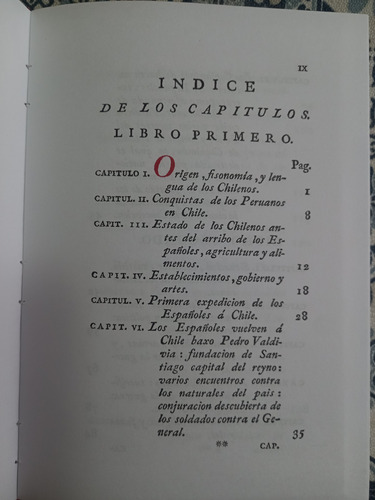 IX
INDICE
DE LOS CAPITULOS.
LIBRO PRIMERO.
Pag.
CAPITULO I. Origen, fisonomía, y len-
gua de los Chilenos. 1
CAPITUL. II. Conquistas de los Peruanos
en Chîle. 8
CAPIT. III. Estado de los Chilenos an-
tes del arribo de los Es-
pañoles, agricultura y ali-
mentos. 12
CAPIT. IV. Establecimientos, gobierno y
artes. 18
CAPITUL. V. Primera expedicion de los
Españoles á Chîle. 28
CAPIT. VI. Los Españoles vuelven á
Chîle baxo Pedro Valdi-
via: fundacion de San-
tiago capital del reyno:
varios encuentros contra
los naturales del pais:
conjuracion descubierta de
los soldados contra el Ge-
neral. 35
** CAP.